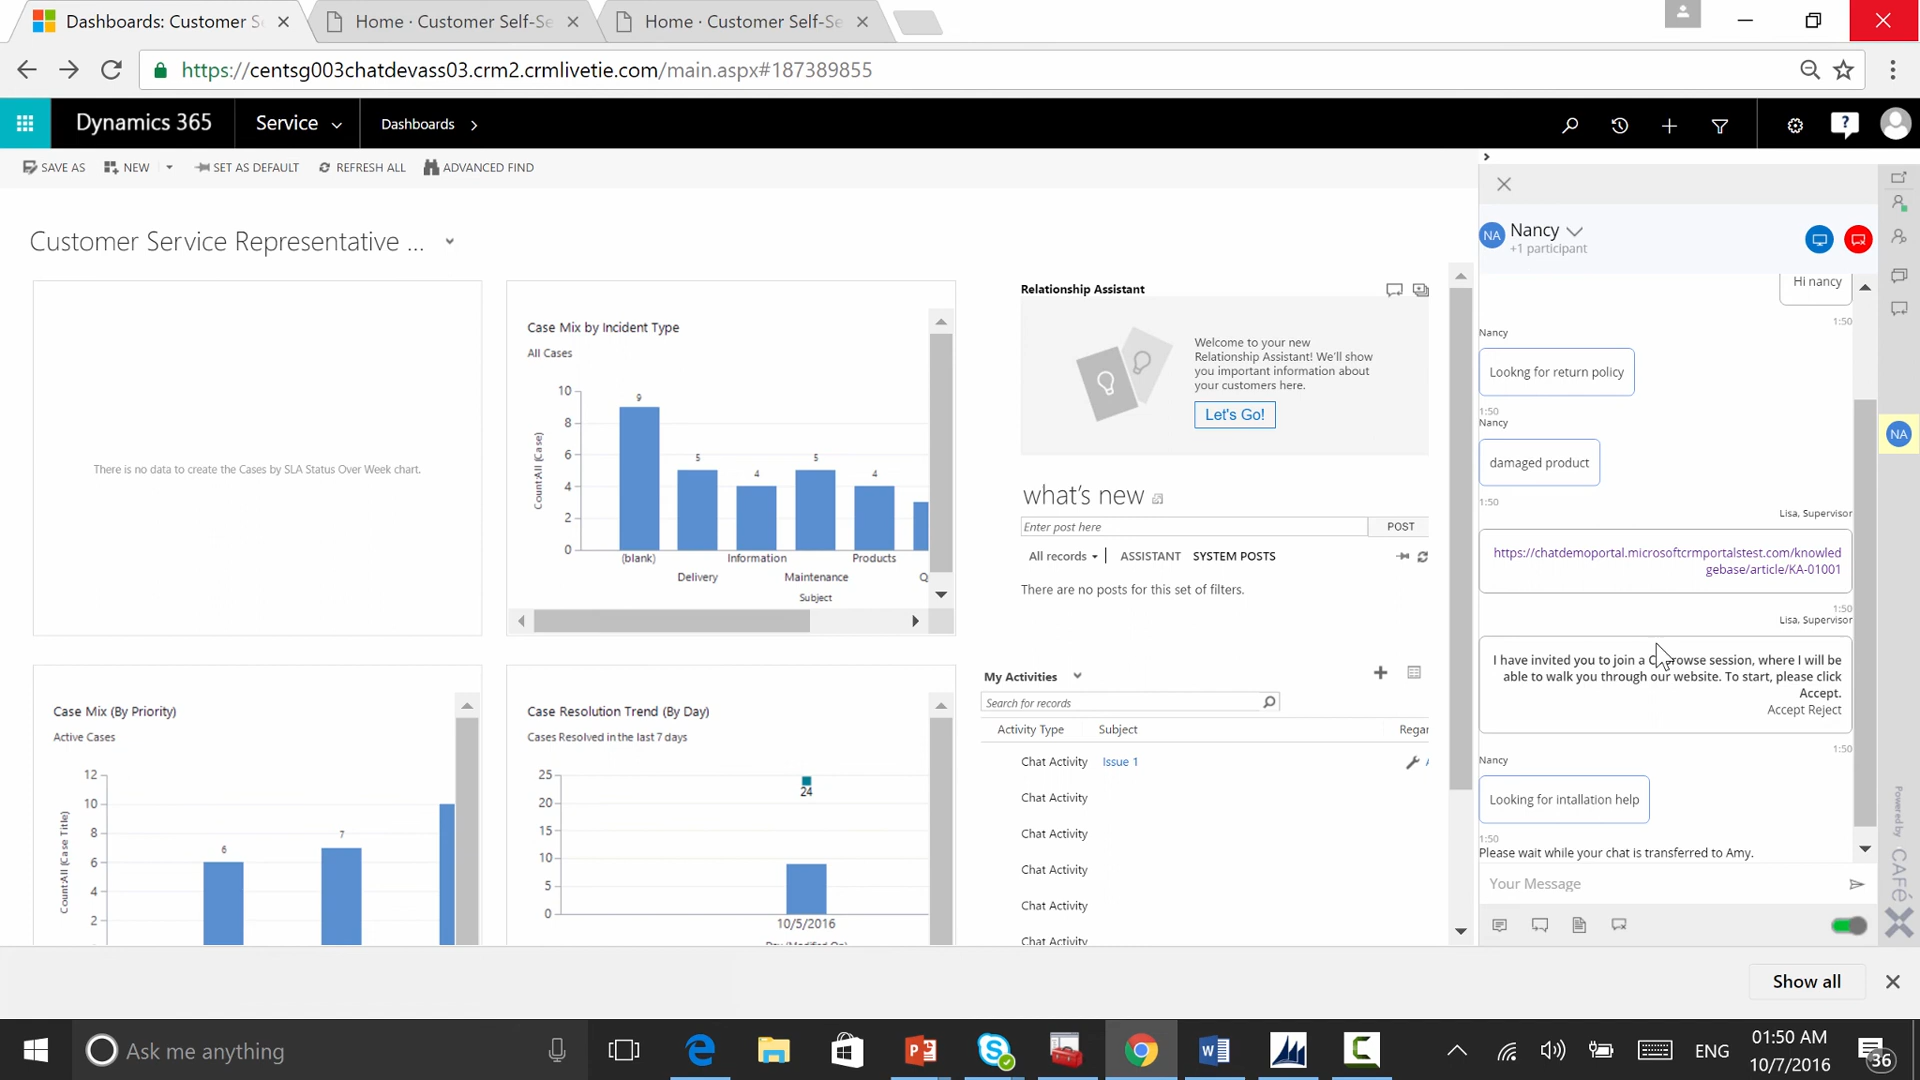 Dashboards: Customer S
Home · Customer Self-Se
Home · Customer Self-Se
https://centsg003chatdevass03.crm2.crmlivetie.com/main.aspx#187389855
Dynamics 365
Service
Dashboards
SAVE AS
NEW
SET AS DEFAULT
REFRESH ALL
ADVANCED FIND
Customer Service Representative ...
There is no data to create the Cases by SLA Status Over Week chart.
Case Mix by Incident Type
All Cases
10
8
6
4
2
0
CountAll (Case)
9
5
4
5
4
(blank)
Information
Products
Delivery
Maintenance
Q
Subject
Relationship Assistant
Welcome to your new
Relationship Assistant! We'll show
you important information about
your customers here.
Let's Go!
what's new
Enter post here
POST
All records
ASSISTANT
SYSTEM POSTS
There are no posts for this set of filters.
Case Mix (By Priority)
Active Cases
12
10
8
6
4
2
CountAll (Case Title)
6
7
Case Resolution Trend (By Day)
Cases Resolved in the last 7 days
25
20
15
10
5
0
24
10/5/2016
My Activities
Search for records
Activity Type
Subject
Regar
Chat Activity
Issue 1
Chat Activity
Chat Activity
Chat Activity
Chat Activity
Chat Activity
NA
Nancy
+1 participant
Hi nancy
1:50
Nancy
Lookng for return policy
1:50
Nancy
damaged product
1:50
Lisa, Supervisor
https://chatdemoportal.microsoftcrmportalstest.com/knowled
gebase/article/KA-01001
1:50
Lisa, Supervisor
I have invited you to join a C rowse session, where I will be
able to walk you through our website. To start, please click
Accept.
Accept Reject
1:50
Nancy
Looking for intallation help
1:50
Please wait while your chat is transferred to Amy.
Your Message
NA
Powered by
CAFÉ
X
Show all
Ask me anything
ENG
01:50 AM
10/7/2016
36